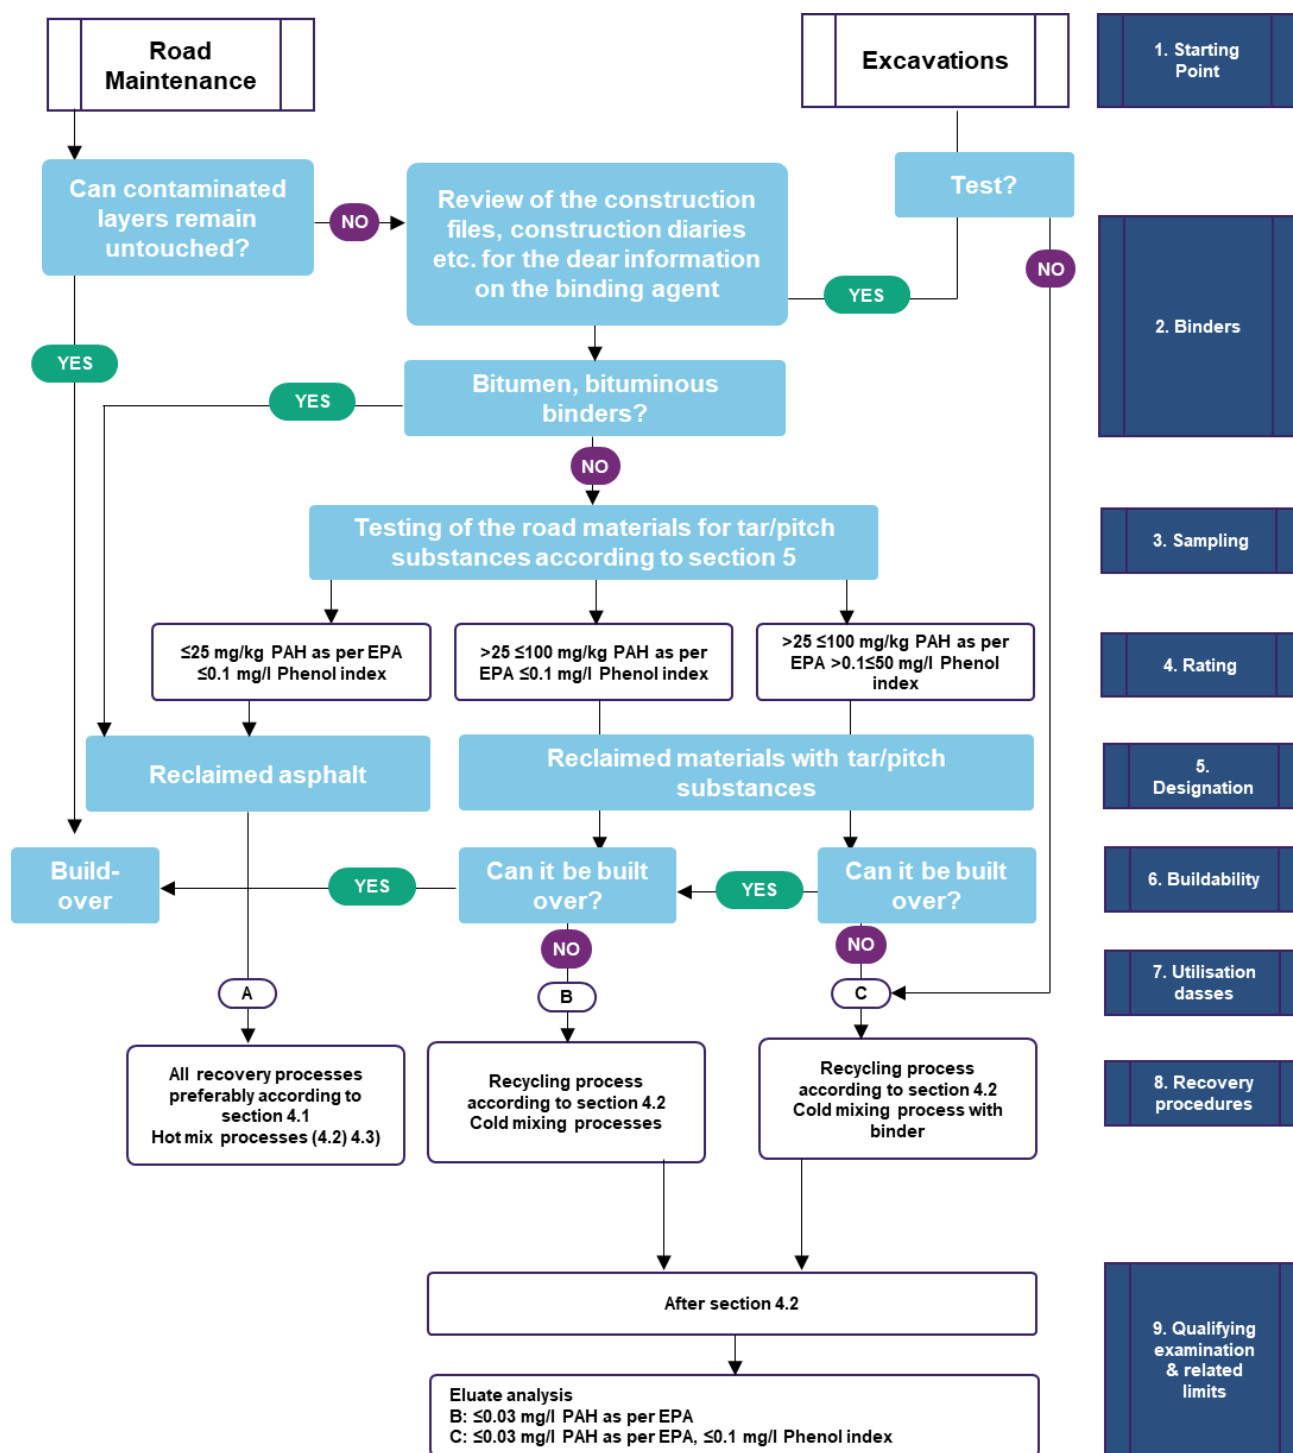 Road
Maintenance
Excavations
1. Starting
Point
Can contaminated
layers remain
untouched?
NO
Review of the construction
files, construction diaries
etc. for the dear information
on the binding agent
Test?
YES
NO
2. Binders
YES
Bitumen, bituminous
binders?
YES
NO
Testing of the road materials for tar/pitch
substances according to section 5
3. Sampling
≤25 mg/kg PAH as per EPA
≤0.1 mg/l Phenol index
>25 ≤100 mg/kg PAH as per
EPA ≤0.1 mg/l Phenol index
>25 ≤100 mg/kg PAH as per
EPA >0.1≤50 mg/l Phenol
index
4. Rating
Reclaimed asphalt
Reclaimed materials with tar/pitch
substances
5.
Designation
Build-
over
YES
Can it be built
over?
YES
Can it be built
over?
6. Buildability
NO
NO
A
B
C
7. Utilisation
dasses
All recovery processes
preferably according to
section 4.1
Hot mix processes (4.2) 4.3)
Recycling process
according to section 4.2
Cold mixing processes
Recycling process
according to section 4.2
Cold mixing process with
binder
8. Recovery
procedures
After section 4.2
9. Qualifying
examination
& related
limits
Eluate analysis
B: ≤0.03 mg/l PAH as per EPA
C: ≤0.03 mg/l PAH as per EPA, ≤0.1 mg/l Phenol index